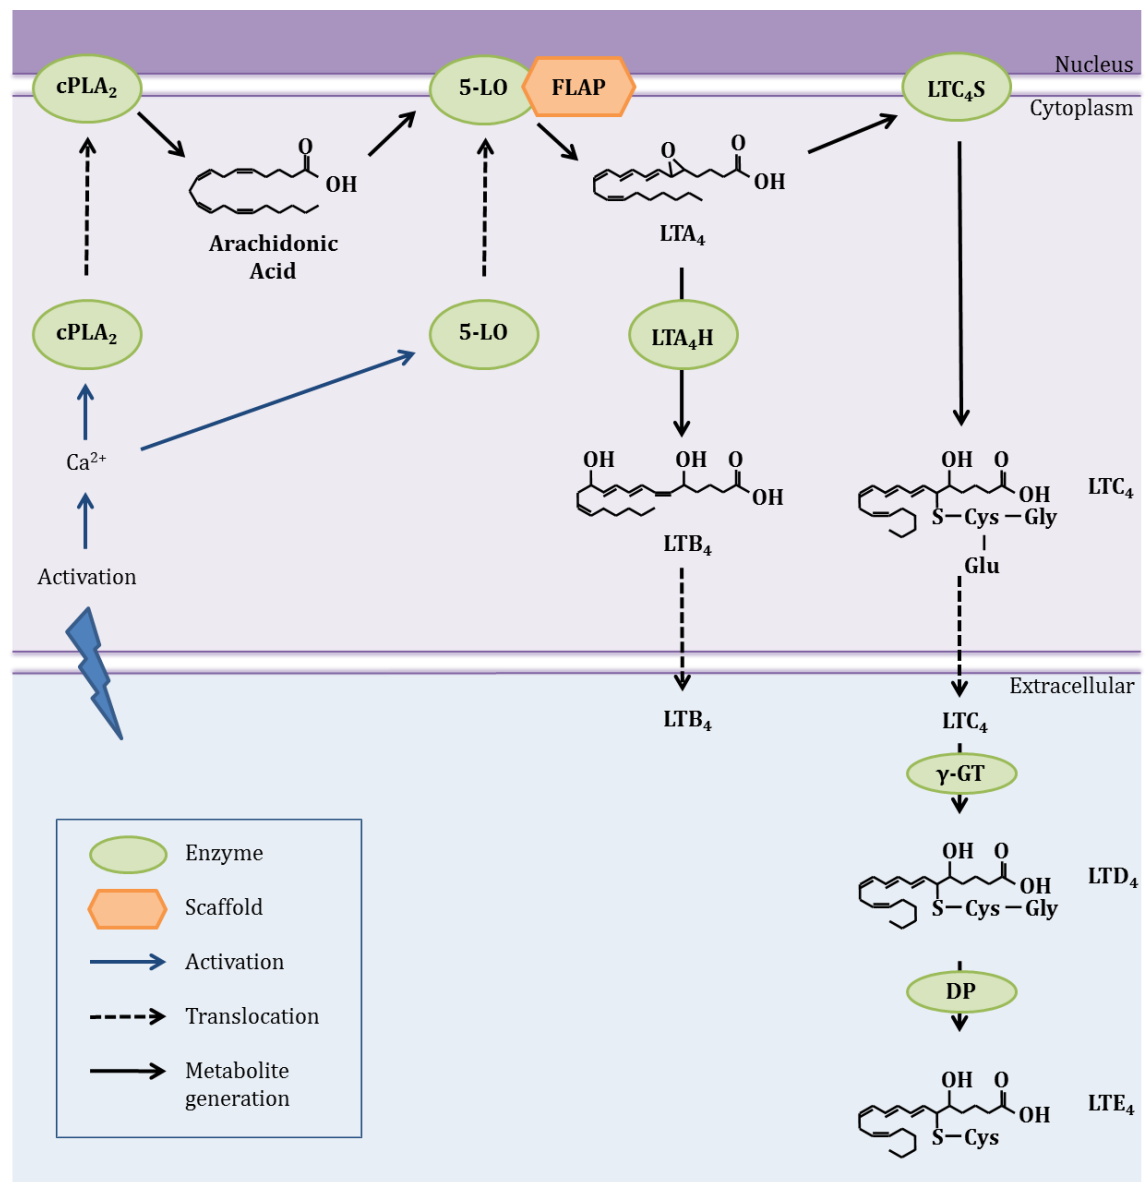 Nucleus
cPLA₂
5-LO
FLAP
LTC₄S
Cytoplasm
O
OH
Arachidonic
Acid
O
O
OH
LTA₄
cPLA₂
5-LO
LTA₄H
Ca²⁺
OH
OH
O
OH
LTB₄
OH
O
OH
S
Cys
Gly
Glu
LTC₄
Activation
Extracellular
LTB₄
LTC₄
γ-GT
OH
O
OH
S
Cys
Gly
LTD₄
DP
OH
O
OH
S
Cys
LTE₄
Enzyme
Scaffold
Activation
Translocation
Metabolite
generation